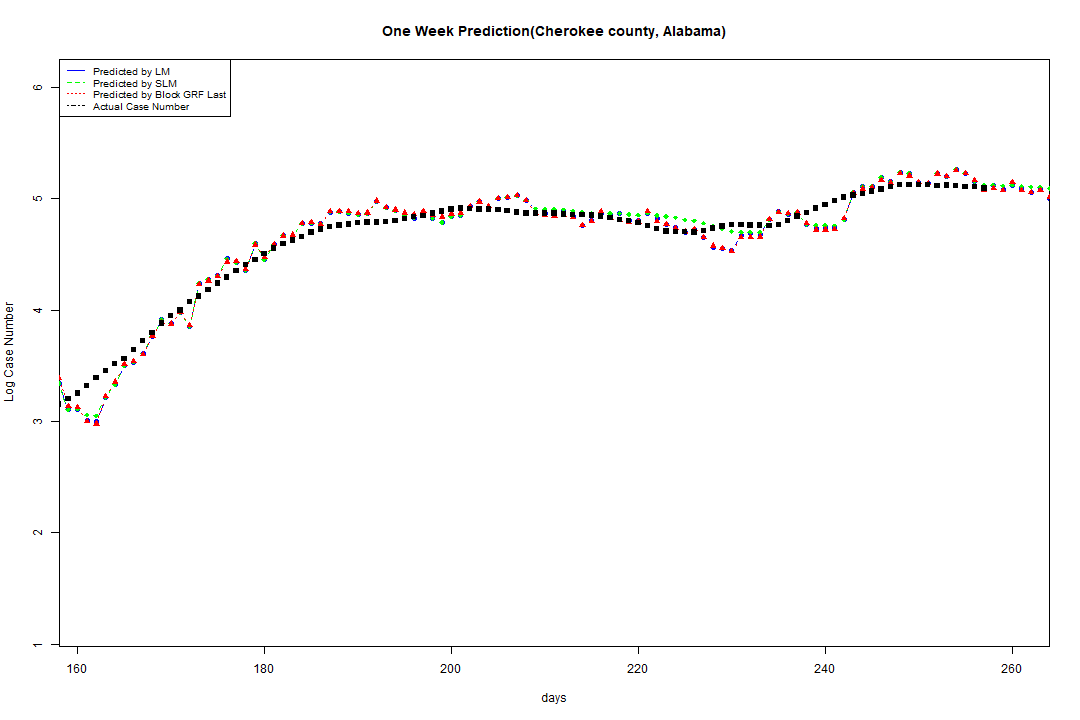 One Week Prediction(Cherokee county, Alabama)
Predicted by LM
Predicted by SLM
Predicted by Block GRF Last
Actual Case Number
6
5
4
3
2
1
Log Case Number
160 180 200 220 240 260
days